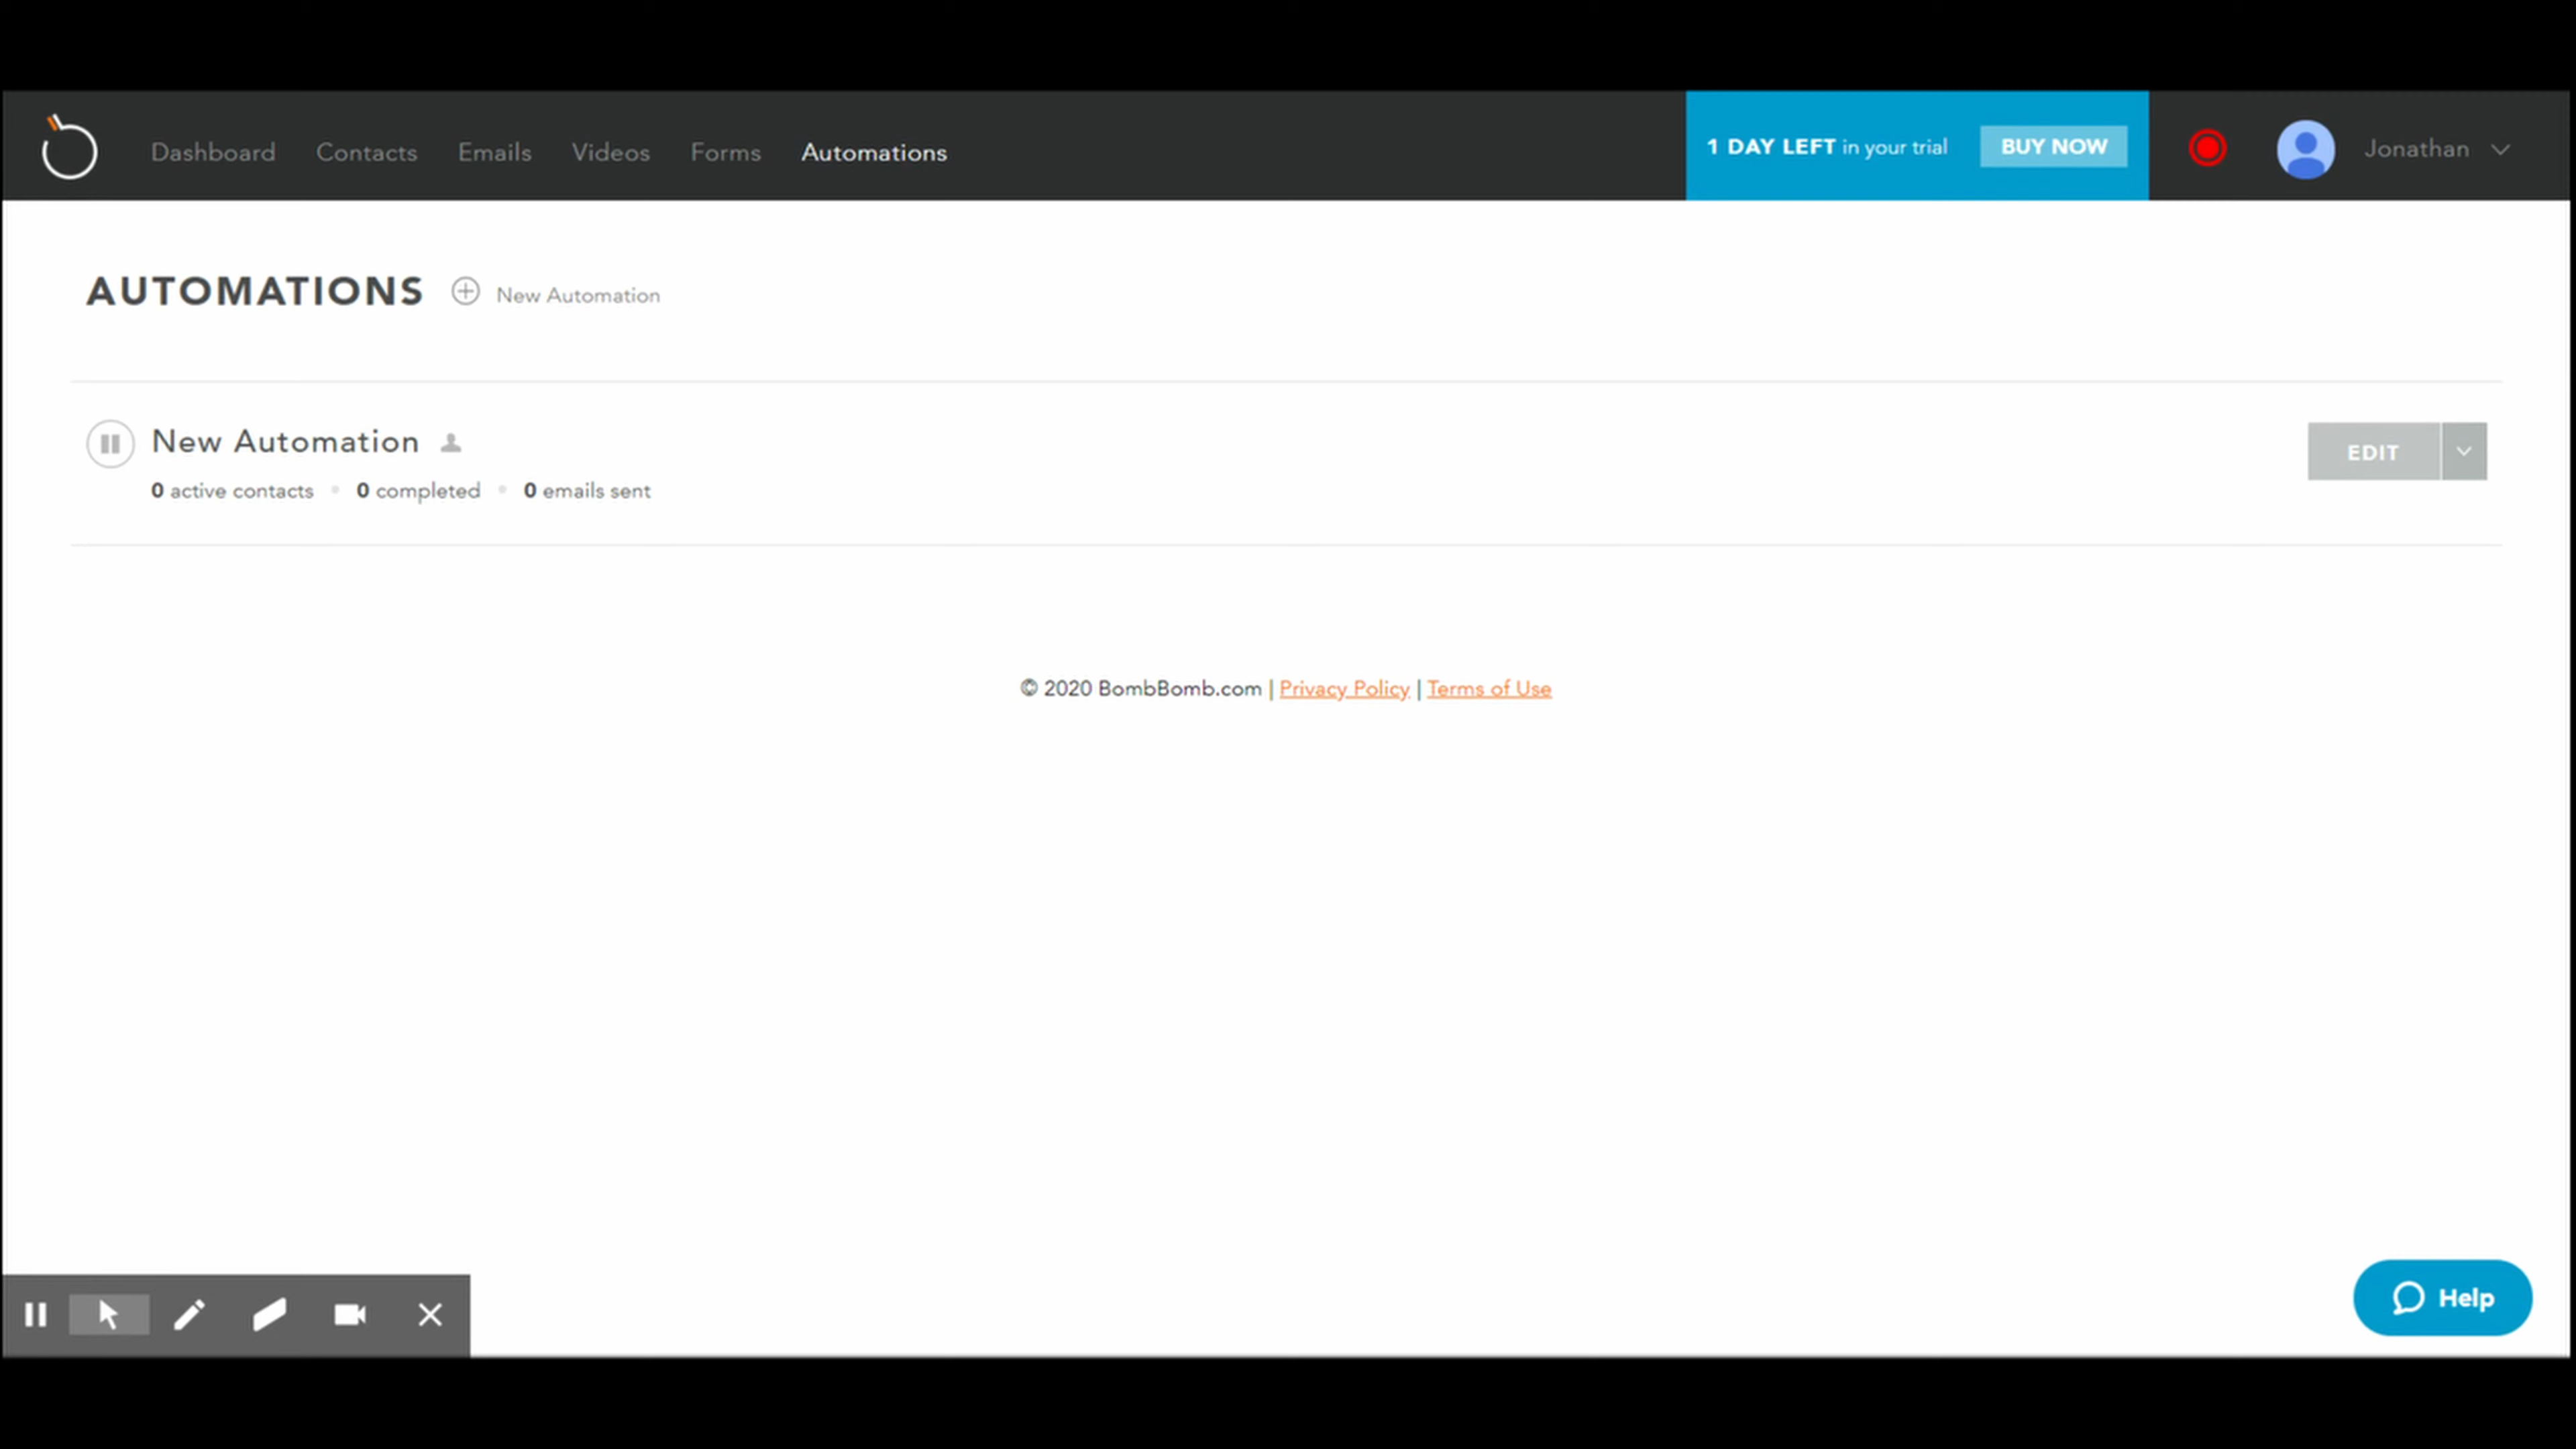 Dashboard Contacts Emails Videos Forms Automations 1 DAY LEFT in your trial BUY NOW Jonathan
AUTOMATIONS New Automation
New Automation EDIT
0 active contacts • 0 completed • 0 emails sent
© 2020 BombBomb.com | Privacy Policy | Terms of Use
Help